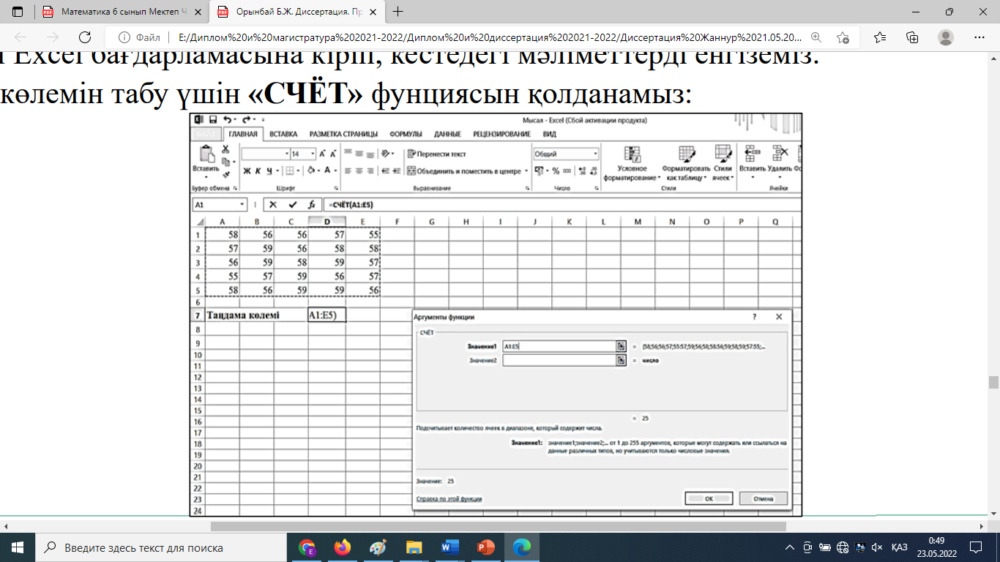 Математика 6 сынып Мектеп Ч
Орынбай Б.Ж. Диссертация. Пр
Файл
E:/Диплом%20и%20магистратура%202021-2022/Диплом%20и%20диссертация%202021-2022/Диссертация%20Жаннур%2021.05.20...
і Excel бағдарламасына кіріп, кестедегі мәліметтерді енгіземіз.
көлемін табу үшін «СЧЁТ» фунциясын қолданамыз:
Мысал - Excel (Сбой активации продукта)
ФАЙЛ ГЛАВНАЯ ВСТАВКА РАЗМЕТКА СТРАНИЦЫ ФОРМУЛЫ ДАННЫЕ РЕЦЕНЗИРОВАНИЕ ВИД
14 Перенести текст Общий
Вставить Ж К Ч Объединить и поместить в центре % 000 Условное форматирование Форматировать как таблицу Стили ячеек Вставить Удалить Фо
Буфер обмена Шрифт Выравнивание Число Стили Ячейки
A1 =СЧЁТ(A1:E5)
A B C D E F G H I J K L M N O P Q
1 58 56 56 57 55
2 57 59 56 58 58
3 56 59 58 59 57
4 55 57 59 56 57
5 58 56 59 59 56
6
7 Таңдама көлемі A1:E5)
8
9
10
11
12
13
14
15
16
17
18
19
20
21
22
23
24
Аргументы функции ?
СЧЁТ
Значение1 A1:E5 = {58;56;56;57;55:57;59;56;58;58:56;59;58;59;57:55;...
Значение2 = число
= 25
Подсчитывает количество ячеек в диапазоне, который содержит числа.
Значение1: значение1;значение2;... от 1 до 255 аргументов, которые могут содержать или ссылаться на
данные различных типов, но учитываются только числовые значения.
Значение: 25
Справка по этой функции ОК Отмена
Введите здесь текст для поиска
ҚАЗ
0:49
23.05.2022